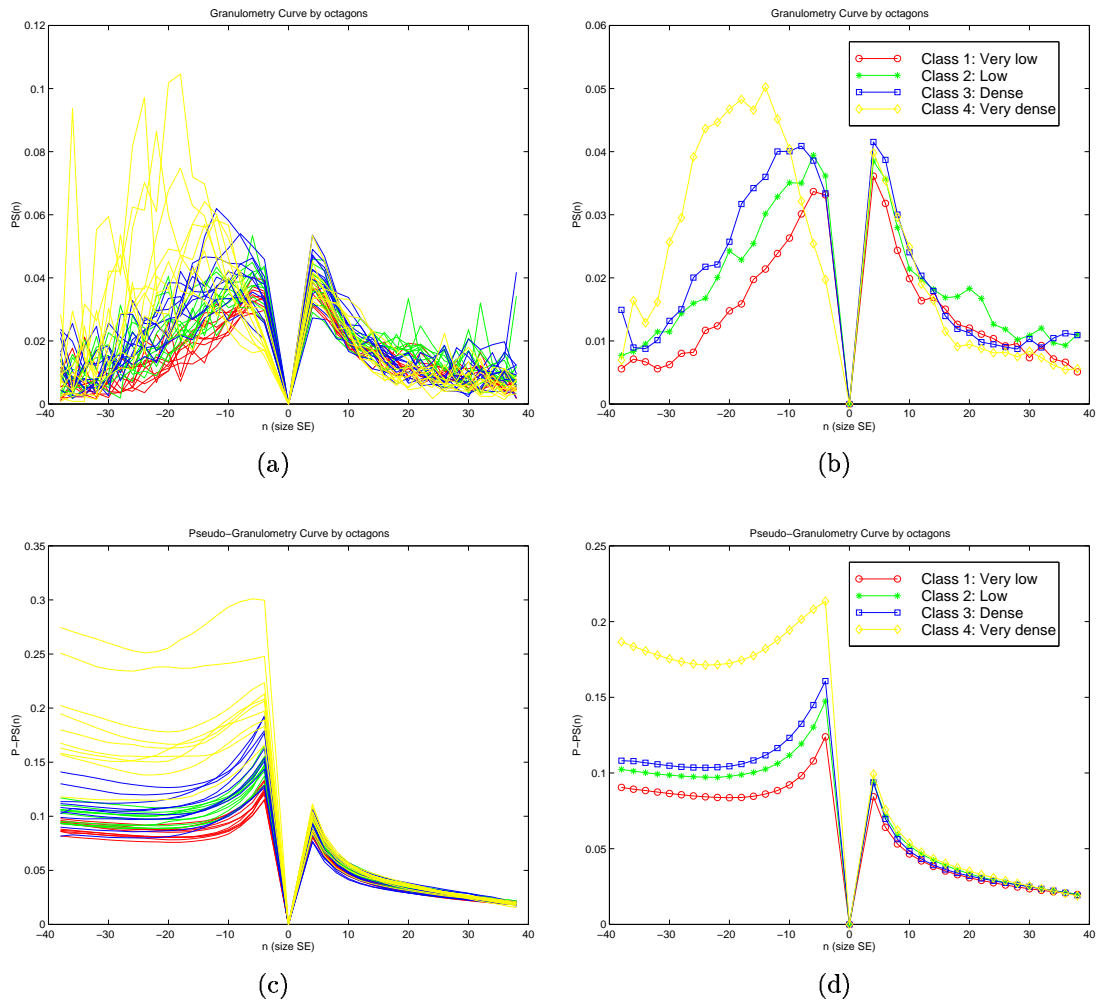 Granulometry Curve by octagons
0.12
0.1
0.08
0.06
0.04
0.02
0
PS(n)
−40 −30 −20 −10 0 10 20 30 40
n (size SE)
(a)
Granulometry Curve by octagons
0.06
0.05
0.04
0.03
0.02
0.01
0
PS(n)
−40 −30 −20 −10 0 10 20 30 40
n (size SE)
Class 1: Very low
Class 2: Low
Class 3: Dense
Class 4: Very dense
(b)
Pseudo−Granulometry Curve by octagons
0.35
0.3
0.25
0.2
0.15
0.1
0.05
0
P−PS(n)
−40 −30 −20 −10 0 10 20 30 40
n (size SE)
(c)
Pseudo−Granulometry Curve by octagons
0.25
0.2
0.15
0.1
0.05
0
P−PS(n)
−40 −30 −20 −10 0 10 20 30 40
n (size SE)
Class 1: Very low
Class 2: Low
Class 3: Dense
Class 4: Very dense
(d)